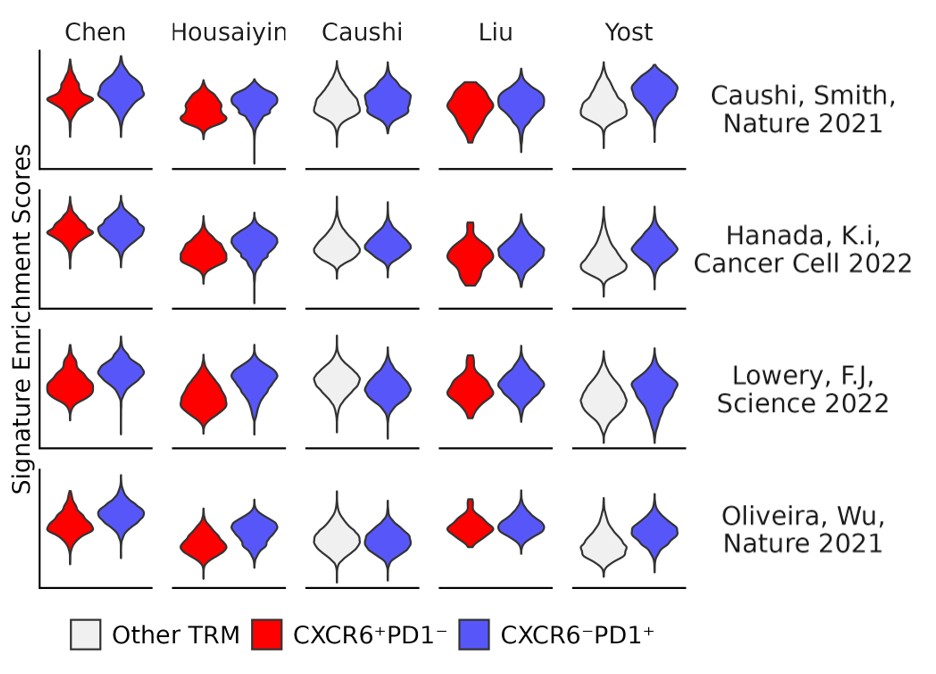 Chen Housaiyin Caushi Liu Yost
Signature Enrichment Scores
Caushi, Smith,
Nature 2021
Hanada, K.i,
Cancer Cell 2022
Lowery, F.J,
Science 2022
Oliveira, Wu,
Nature 2021
Other TRM CXCR6⁺PD1⁻ CXCR6⁻PD1⁺